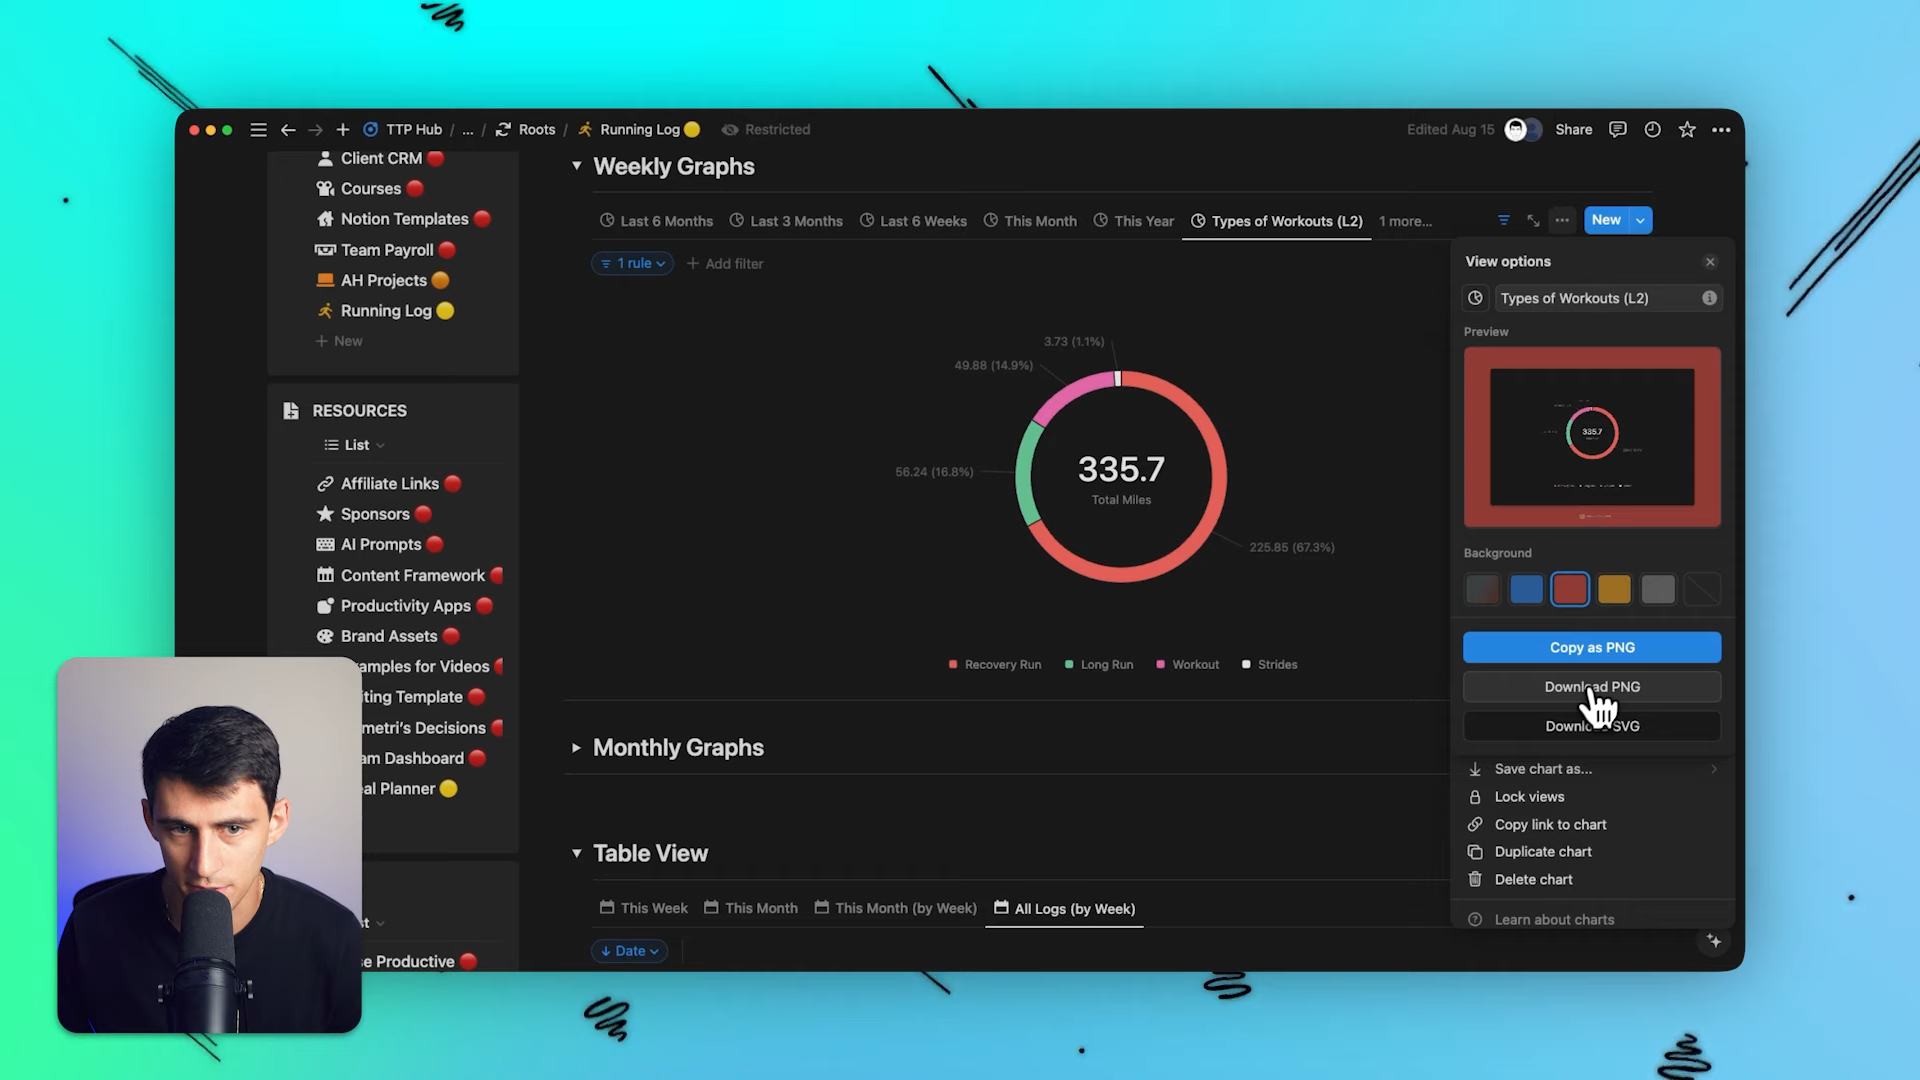 TTP Hub / ... / Roots / Running Log
Restricted
Edited Aug 15
Share
Client CRM
Courses
Notion Templates
Team Payroll
AH Projects
Running Log
New
RESOURCES
List
Affiliate Links
Sponsors
AI Prompts
Content Framework
Productivity Apps
Brand Assets
amples for Videos
iting Template
metri's Decisions
am Dashboard
al Planner
st
se Productive
Weekly Graphs
Last 6 Months
Last 3 Months
Last 6 Weeks
This Month
This Year
Types of Workouts (L2)
1 more...
New
1 rule
Add filter
3.73 (1.1%)
49.88 (14.9%)
56.24 (16.8%)
335.7
Total Miles
225.85 (67.3%)
Recovery Run
Long Run
Workout
Strides
Monthly Graphs
Table View
This Week
This Month
This Month (by Week)
All Logs (by Week)
Date
View options
Types of Workouts (L2)
Preview
335.7
Background
Copy as PNG
Download PNG
Downl SVG
Save chart as...
Lock views
Copy link to chart
Duplicate chart
Delete chart
Learn about charts